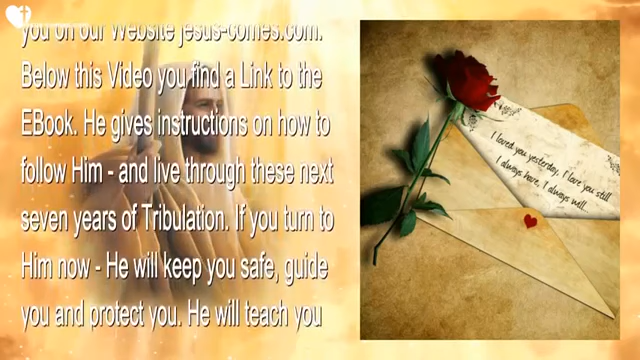 you on our Website jesus-comes.com.
Below this Video you find a Link to the
EBook. He gives instructions on how to
follow Him - and live through these next
seven years of Tribulation. If you turn to
Him now - He will keep you safe, guide
you and protect you. He will teach you
I loved you yesterday, I love you still
I always have, I always will..